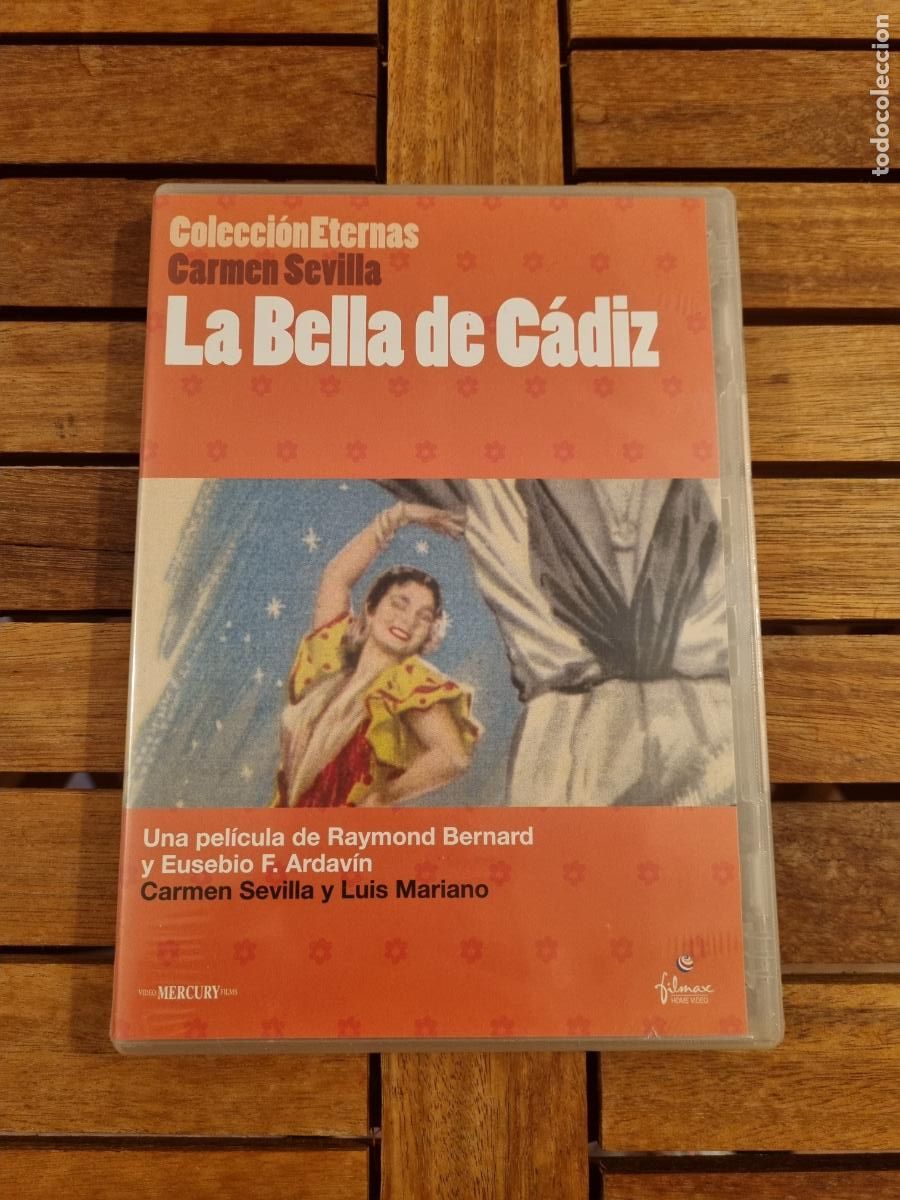 todocoleccion
ColecciónEternas
Carmen Sevilla
La Bella de Cádiz
Una película de Raymond Bernard
y Eusebio F. Ardavín
Carmen Sevilla y Luis Mariano
VIDEO MERCURY FILMS
filmax
HOME VIDEO